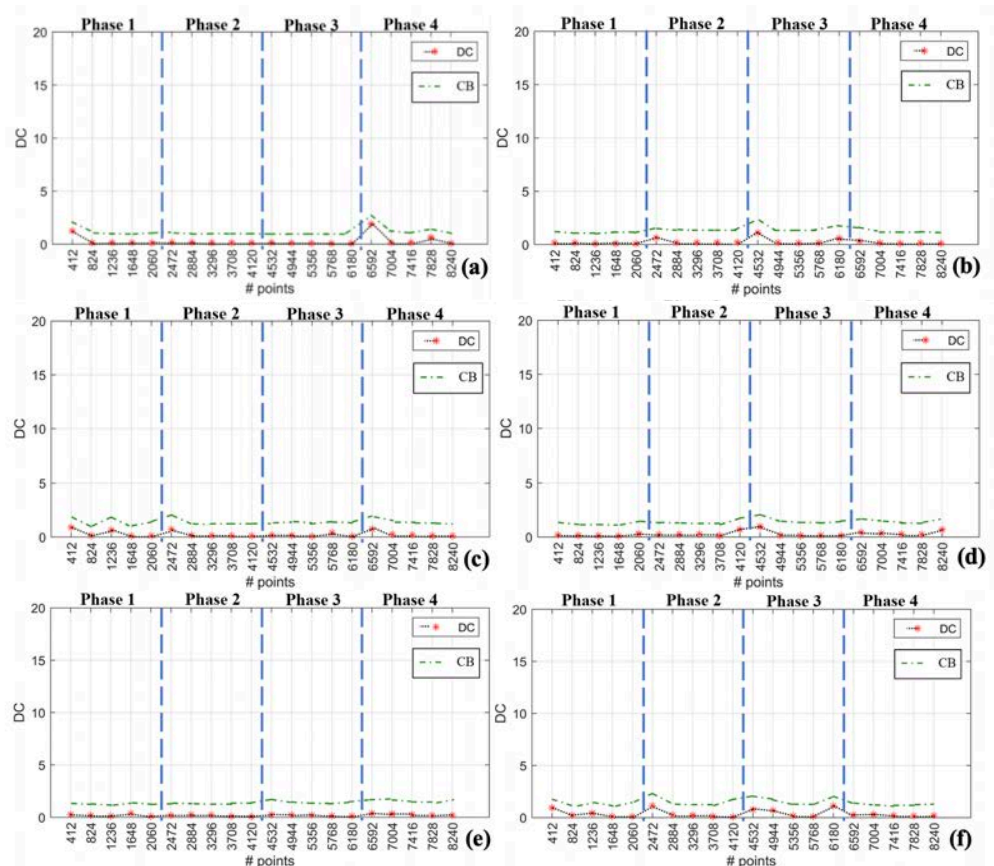 Phase 1 Phase 2 Phase 3 Phase 4
20
15
10
5
0
DC
DC
CB
412 824 1236 1648 2060 2472 2884 3296 3708 4120 4532 4944 5356 5768 6180 6592 7004 7416 7828 8240
# points
(a)
Phase 1 Phase 2 Phase 3 Phase 4
20
15
10
5
0
DC
DC
CB
412 824 1236 1648 2060 2472 2884 3296 3708 4120 4532 4944 5356 5768 6180 6592 7004 7416 7828 8240
# points
(b)
Phase 1 Phase 2 Phase 3 Phase 4
20
15
10
5
0
DC
DC
CB
412 824 1236 1648 2060 2472 2884 3296 3708 4120 4532 4944 5356 5768 6180 6592 7004 7416 7828 8240
# points
(c)
Phase 1 Phase 2 Phase 3 Phase 4
20
15
10
5
0
DC
DC
CB
412 824 1236 1648 2060 2472 2884 3296 3708 4120 4532 4944 5356 5768 6180 6592 7004 7416 7828 8240
# points
(d)
Phase 1 Phase 2 Phase 3 Phase 4
20
15
10
5
0
DC
DC
CB
412 824 1236 1648 2060 2472 2884 3296 3708 4120 4532 4944 5356 5768 6180 6592 7004 7416 7828 8240
# points
(e)
Phase 1 Phase 2 Phase 3 Phase 4
20
15
10
5
0
DC
DC
CB
412 824 1236 1648 2060 2472 2884 3296 3708 4120 4532 4944 5356 5768 6180 6592 7004 7416 7828 8240
# points
(f)